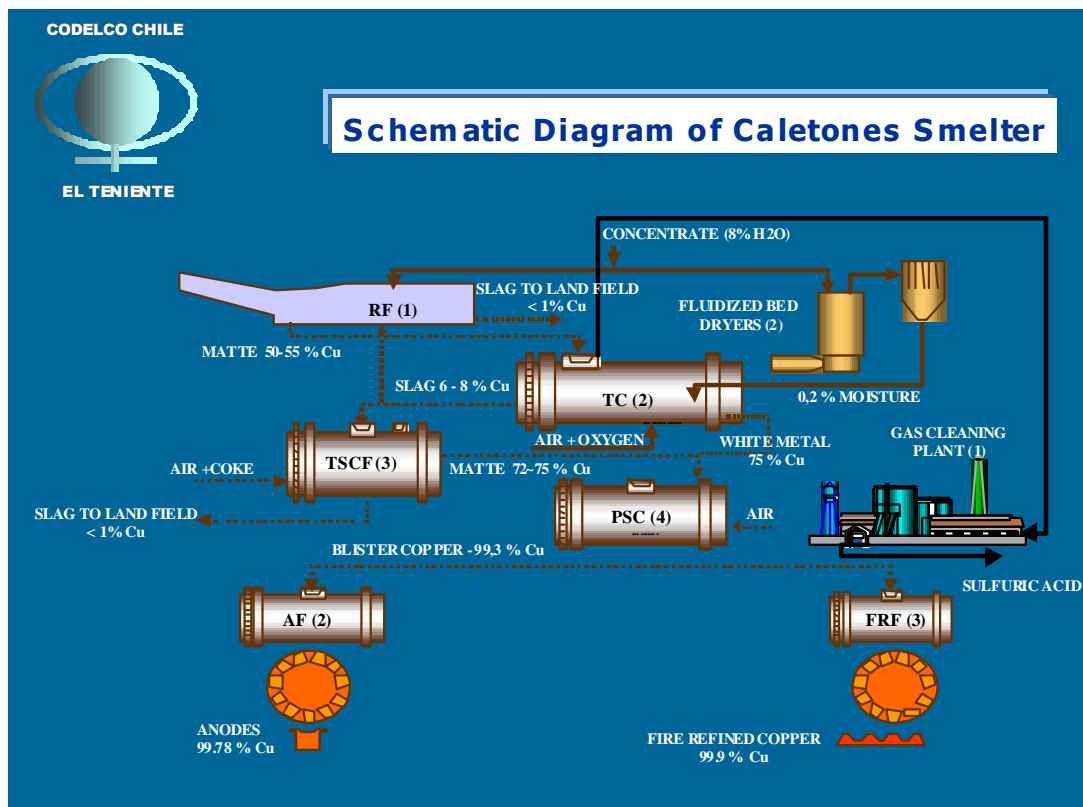 CODELCO CHILE
EL TENIENTE
Schematic Diagram of Caletones Smelter
CONCENTRATE (8% H2O)
SLAG TO LAND FIELD
< 1% Cu
RF (1)
FLUIDIZED BED
DRYERS (2)
MATTE 50-55 % Cu
SLAG 6 - 8 % Cu
TC (2)
0,2 % MOISTURE
AIR + OXYGEN
WHITE METAL
75 % Cu
GAS CLEANING
PLANT (1)
TSCF (3)
AIR +COKE
MATTE 72~75 % Cu
SLAG TO LAND FIELD
< 1% Cu
PSC (4)
AIR
BLISTER COPPER - 99,3 % Cu
SULFURIC ACID
AF (2)
FRF (3)
ANODES
99.78 % Cu
FIRE REFINED COPPER
99.9 % Cu